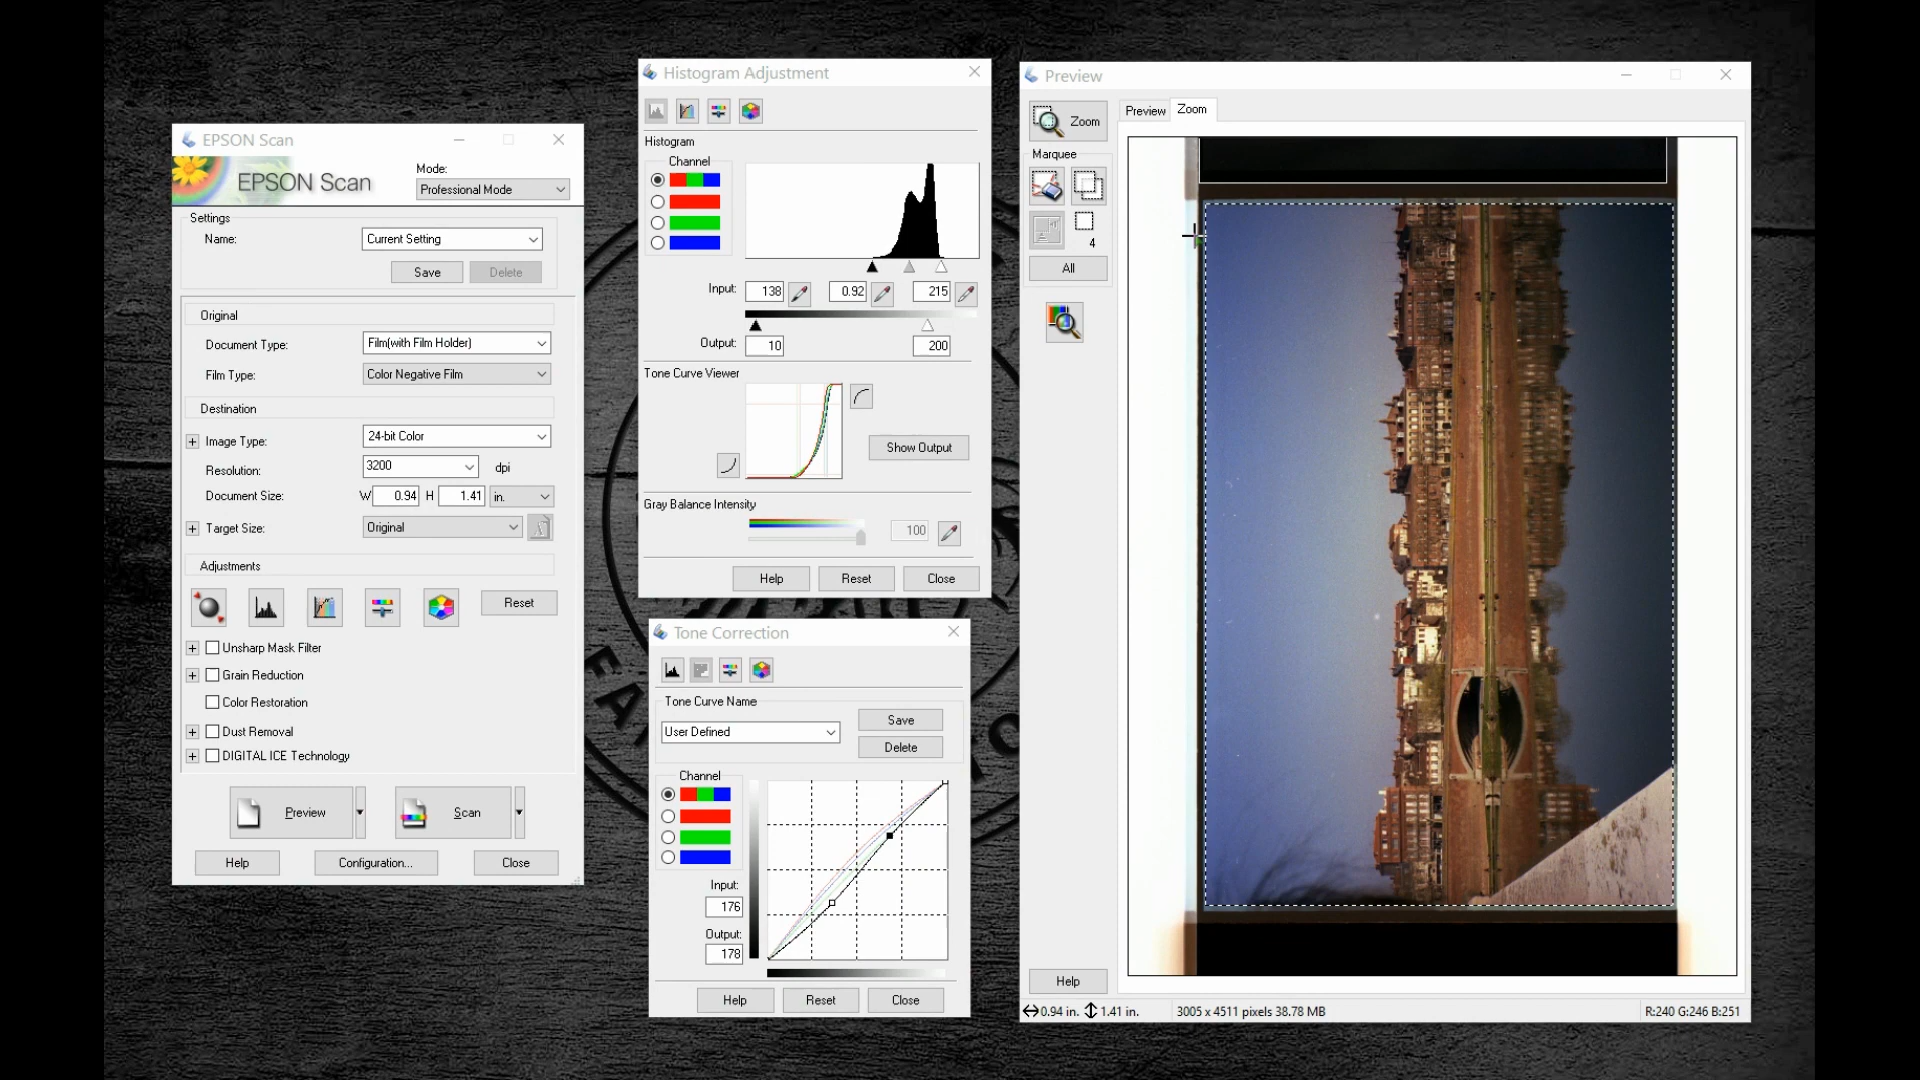 EPSON Scan
EPSON Scan
Mode:
Professional Mode
Settings
Name:
Current Setting
Save
Delete
Original
Document Type:
Film(with Film Holder)
Film Type:
Color Negative Film
Destination
Image Type:
24-bit Color
Resolution:
3200
dpi
Document Size:
W 0.94 H 1.41 in.
Target Size:
Original
Adjustments
Reset
Unsharp Mask Filter
Grain Reduction
Color Restoration
Dust Removal
DIGITAL ICE Technology
Preview
Scan
Help
Configuration...
Close
Histogram Adjustment
Histogram
Channel
Input: 138 0.92 215
Output: 10 200
Tone Curve Viewer
Show Output
Gray Balance Intensity
100
Help
Reset
Close
Tone Correction
Tone Curve Name
User Defined
Save
Delete
Channel
Input:
176
Output:
178
Help
Reset
Close
Preview
Zoom
Preview
Zoom
Marquee
4
All
Help
0.94 in. 1.41 in.
3005 x 4511 pixels 38.78 MB
R:240 G:246 B:251